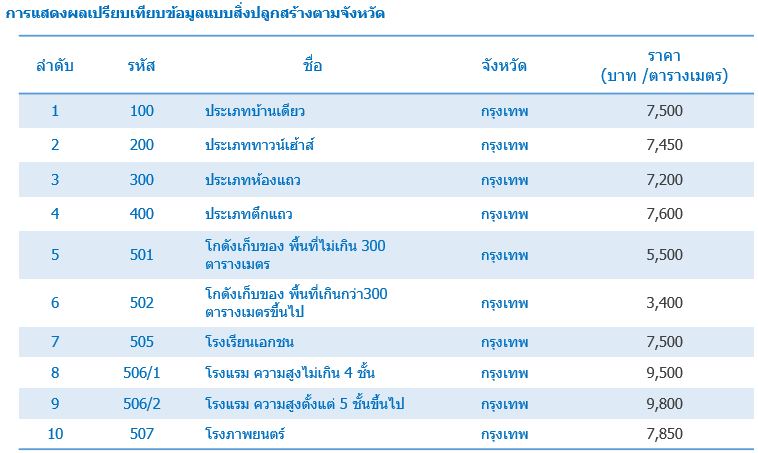 การแสดงผลเปรียบเทียบข้อมูลแบบสิ่งปลูกสร้างตามจังหวัด
ลำดับ รหัส ชื่อ จังหวัด ราคา (บาท /ตารางเมตร)
1 100 ประเภทบ้านเดี่ยว กรุงเทพ 7,500
2 200 ประเภททาวน์เฮ้าส์ กรุงเทพ 7,450
3 300 ประเภทห้องแถว กรุงเทพ 7,200
4 400 ประเภทตึกแถว กรุงเทพ 7,600
5 501 โกดังเก็บของ พื้นที่ไม่เกิน 300
ตารางเมตร กรุงเทพ 5,500
6 502 โกดังเก็บของ พื้นที่เกินกว่า300
ตารางเมตรขึ้นไป กรุงเทพ 3,400
7 505 โรงเรียนเอกชน กรุงเทพ 7,500
8 506/1 โรงแรม ความสูงไม่เกิน 4 ชั้น กรุงเทพ 9,500
9 506/2 โรงแรม ความสูงตั้งแต่ 5 ชั้นขึ้นไป กรุงเทพ 9,800
10 507 โรงภาพยนตร์ กรุงเทพ 7,850